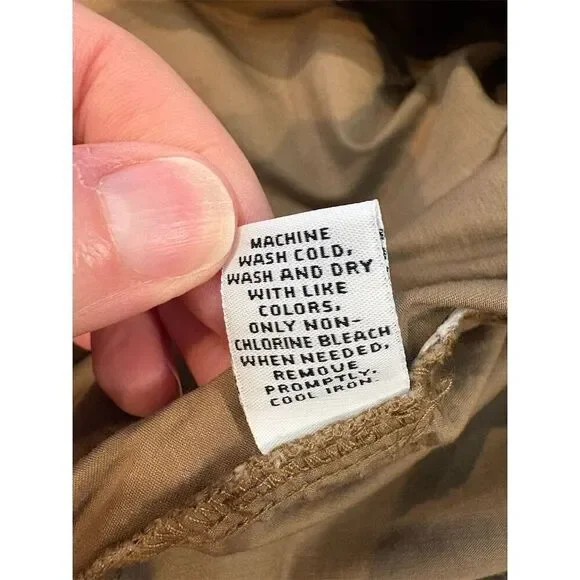 MACHINE
WASH COLD,
WASH AND DRY
WITH LIKE
COLORS,
ONLY NON-
CHLORINE BLEACH
WHEN NEEDED,
REMOVE
PROMPTLY,
COOL IRON.